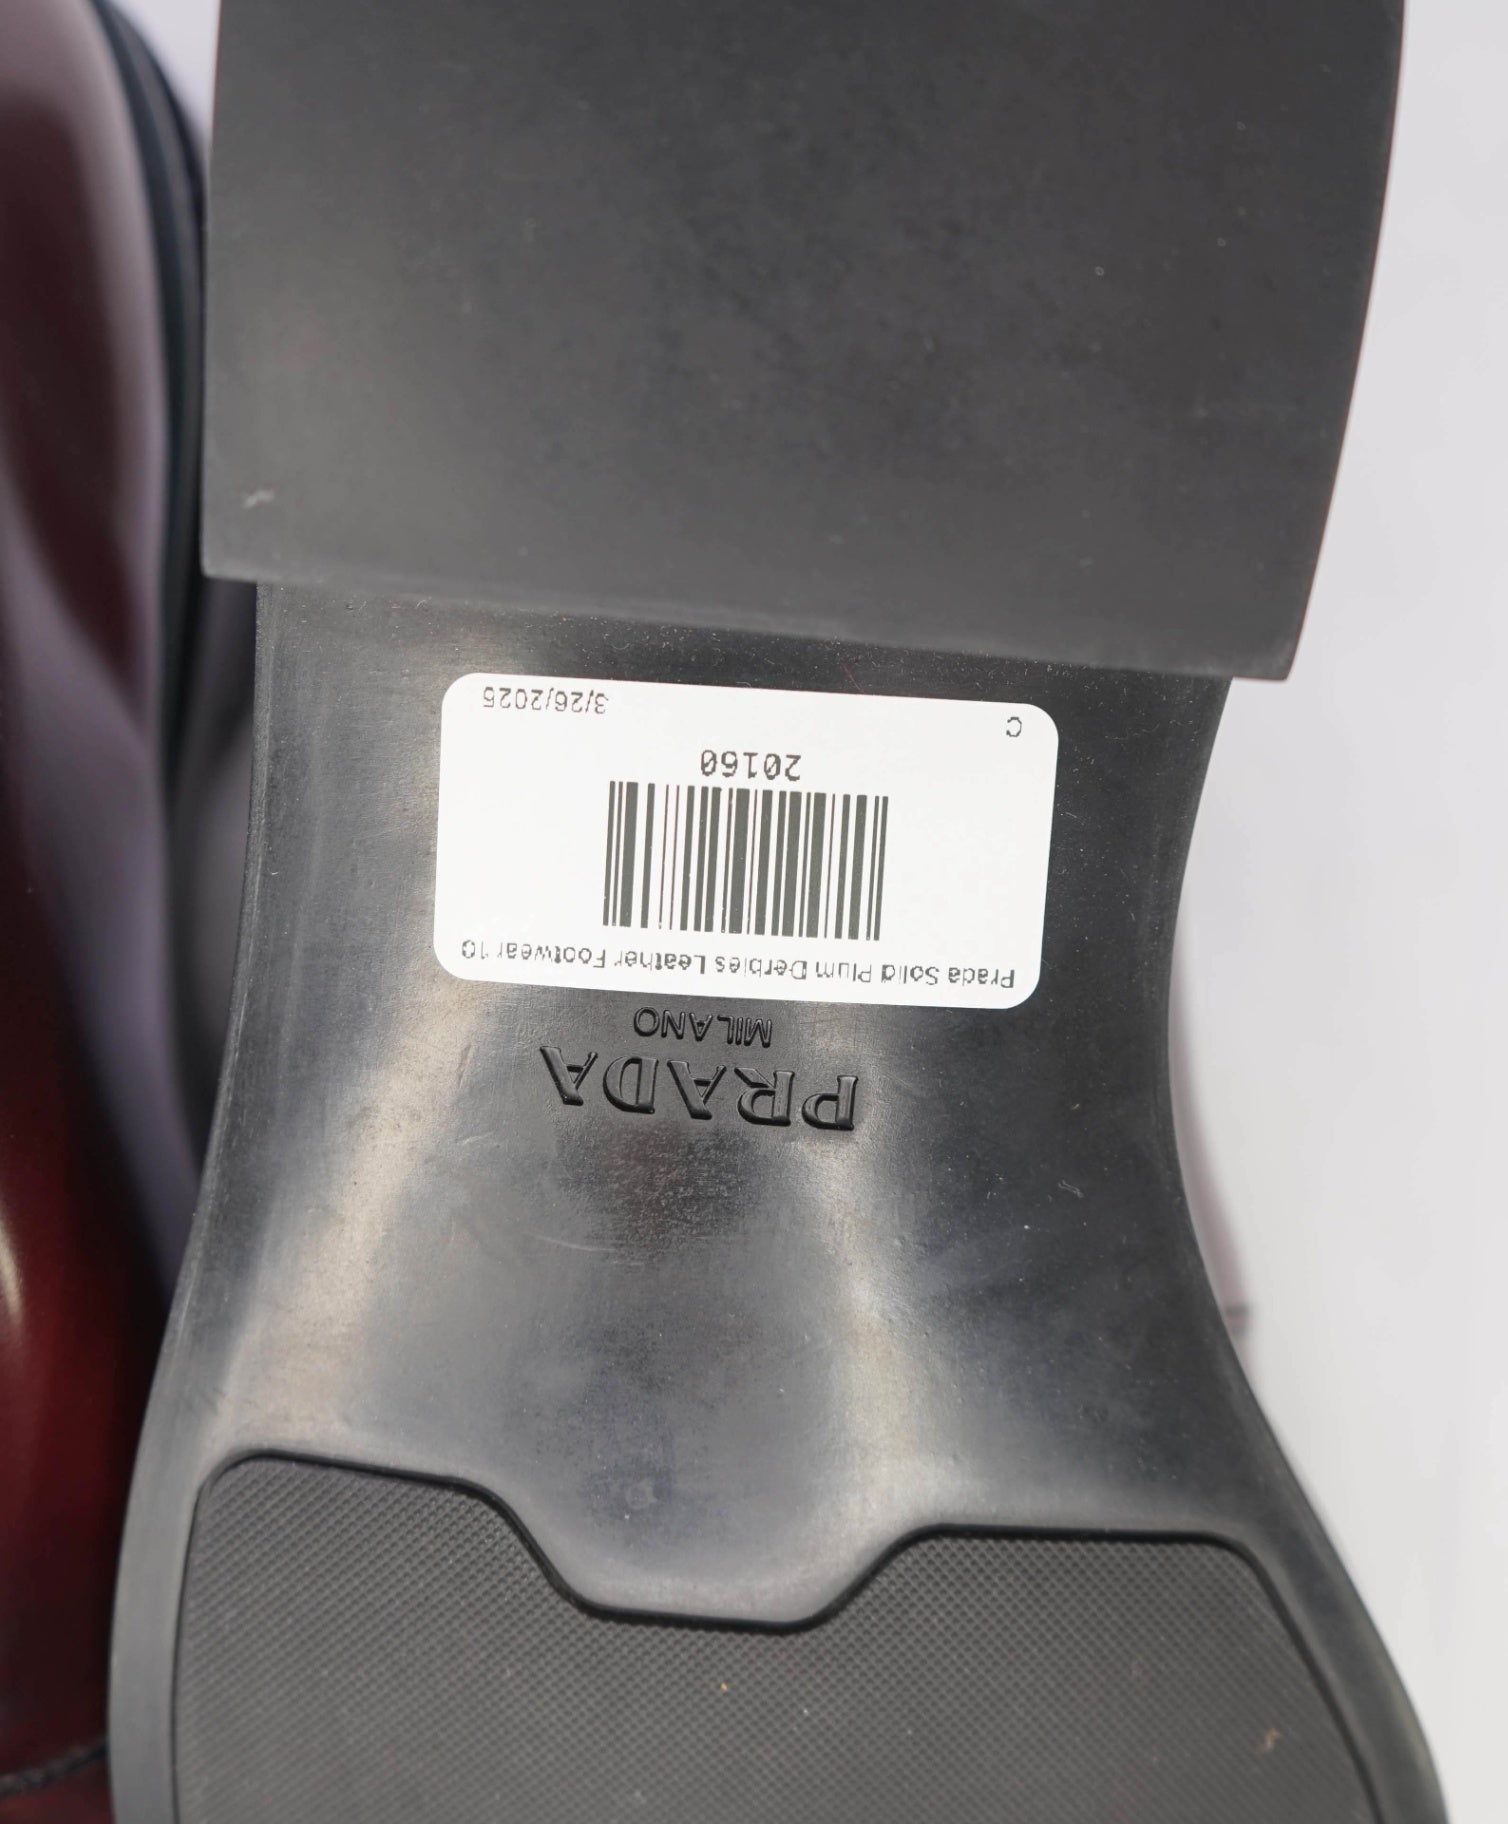 PRADA
MILANO
Prada Solid Plum Derbies Leather Footwear 10
20160
C 3/26/2025